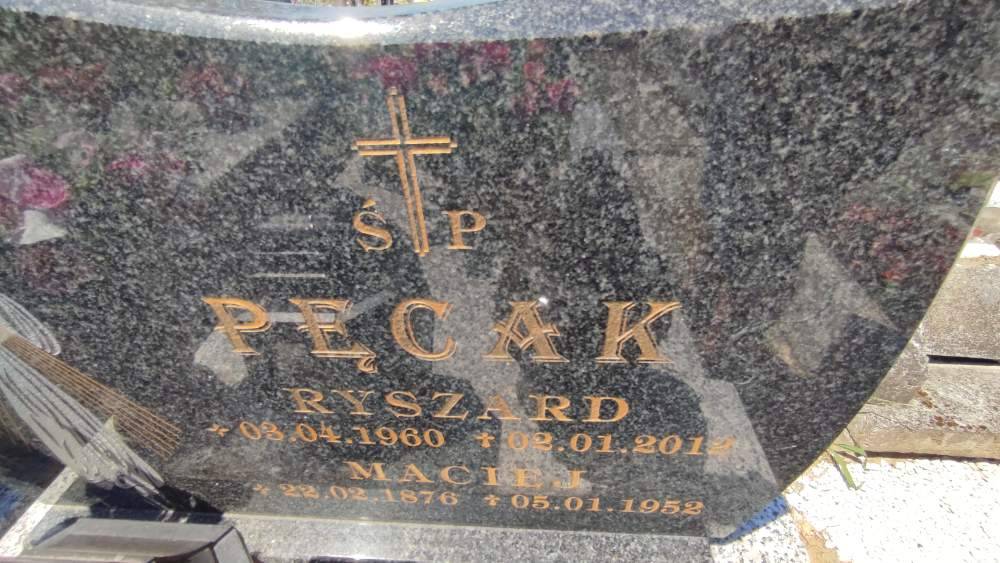 Ś P
PĘCAK
RYSZARD
03.04.1960 02.01.2012
MACIEJ
22.02.1876 05.01.1952